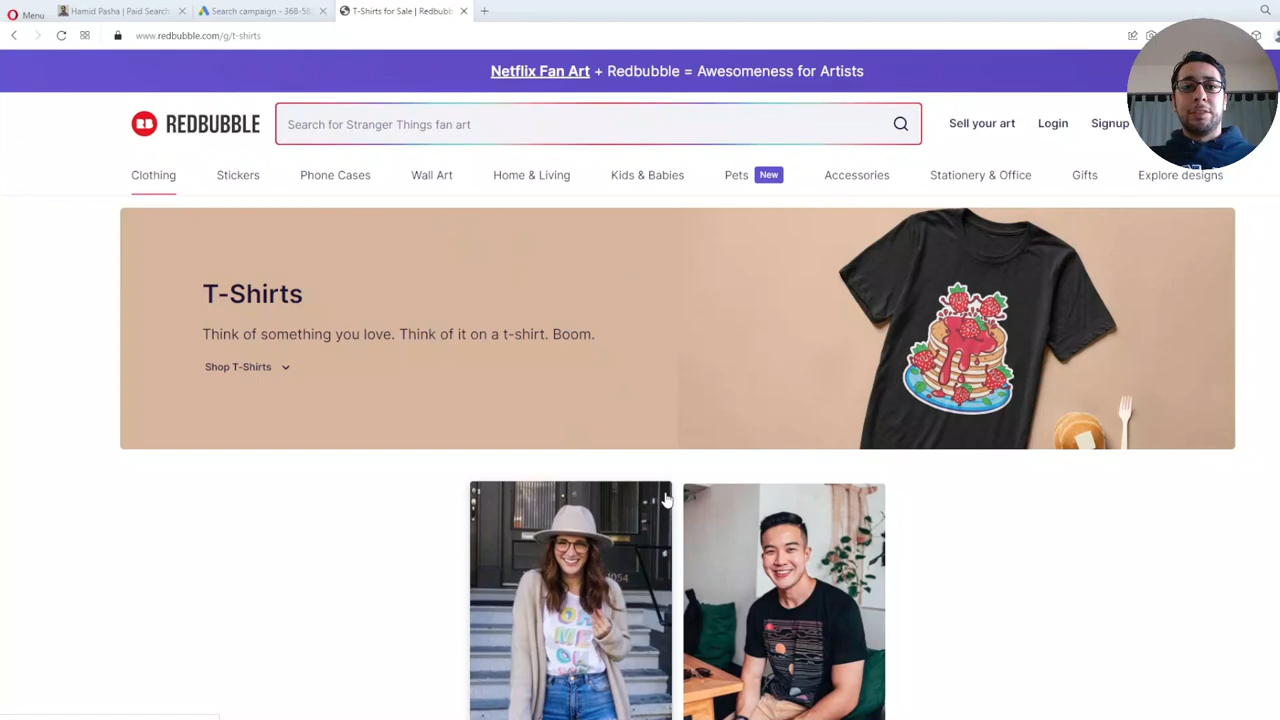 Menu
Hamid Pasha | Paid Search
Search campaign - 368-58
T-Shirts for Sale | Redbubb
www.redbubble.com/g/t-shirts
Netflix Fan Art + Redbubble = Awesomeness for Artists
RB REDBUBBLE
Search for Stranger Things fan art
Sell your art
Login
Signup
Clothing
Stickers
Phone Cases
Wall Art
Home & Living
Kids & Babies
Pets New
Accessories
Stationery & Office
Gifts
Explore designs
T-Shirts
Think of something you love. Think of it on a t-shirt. Boom.
Shop T-Shirts
1054